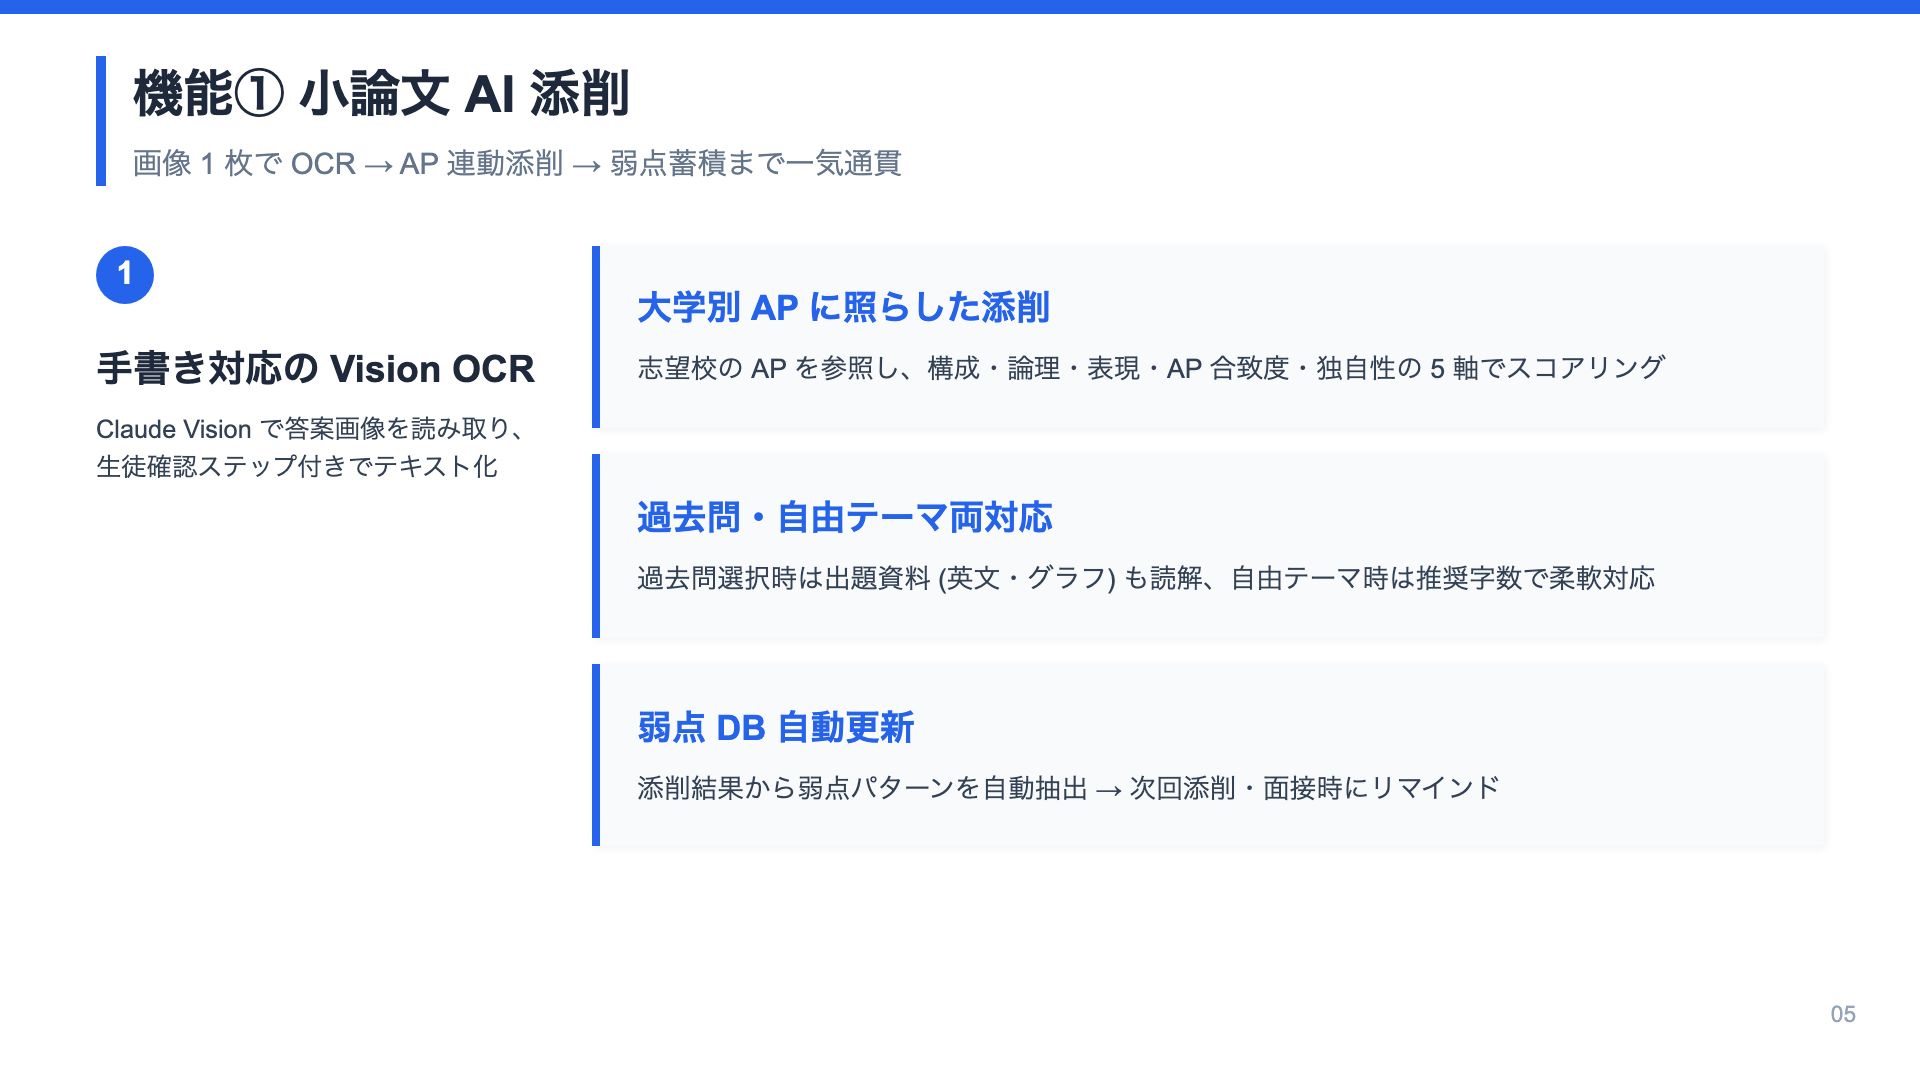 機能① 小論文 AI 添削
画像 1 枚で OCR → AP 連動添削 → 弱点蓄積まで一気通貫
1
手書き対応の Vision OCR
Claude Vision で答案画像を読み取り、
生徒確認ステップ付きでテキスト化
大学別 AP に照らした添削
志望校の AP を参照し、構成・論理・表現・AP 合致度・独自性の 5 軸でスコアリング
過去問・自由テーマ両対応
過去問選択時は出題資料 (英文・グラフ) も読解、自由テーマ時は推奨字数で柔軟対応
弱点 DB 自動更新
添削結果から弱点パターンを自動抽出 → 次回添削・面接時にリマインド
05